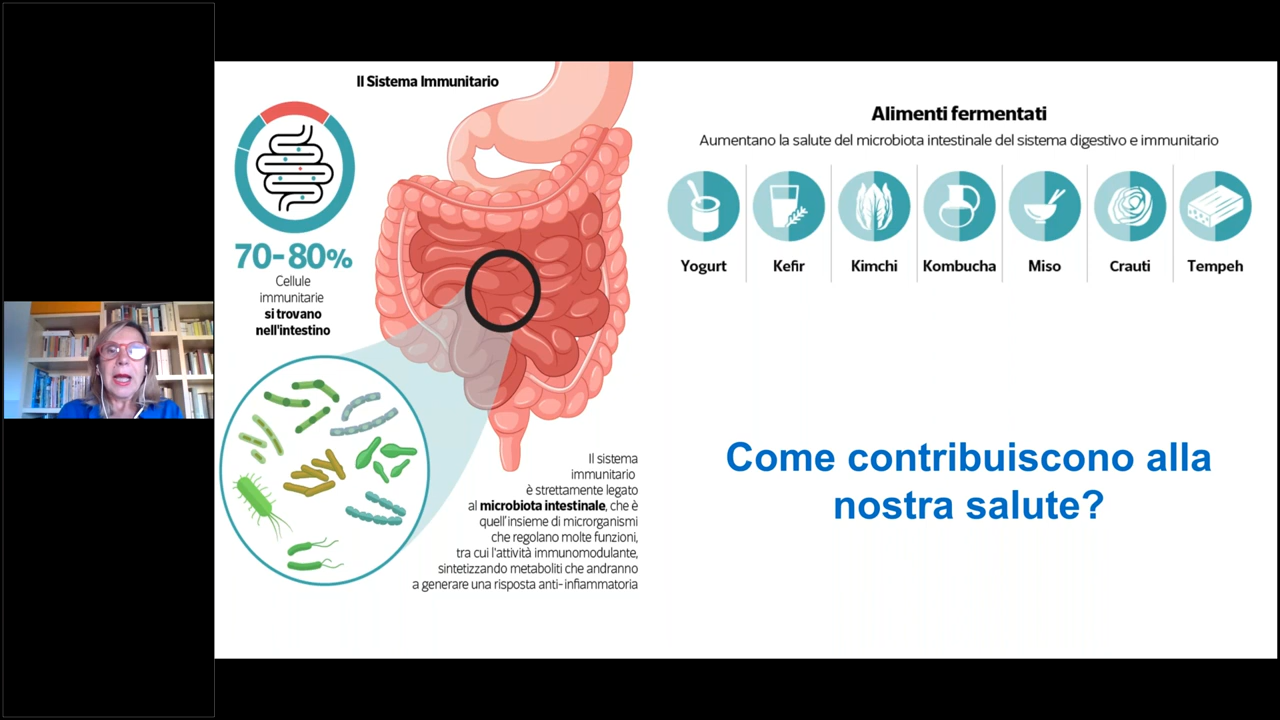 Il Sistema Immunitario
70-80%
Cellule
immunitarie
si trovano
nell'intestino
Il sistema
immunitario
è strettamente legato
al microbiota intestinale, che è
quell'insieme di microrganismi
che regolano molte funzioni,
tra cui l'attività immunomodulante,
sintetizzando metaboliti che andranno
a generare una risposta anti-infiammatoria
Alimenti fermentati
Aumentano la salute del microbiota intestinale del sistema digestivo e immunitario
Yogurt
Kefir
Kimchi
Kombucha
Miso
Crauti
Tempeh
Come contribuiscono alla
nostra salute?